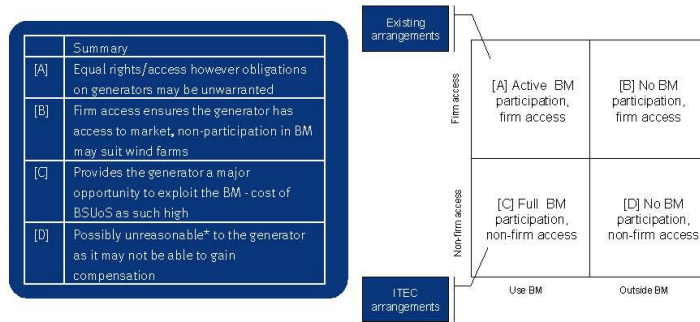 Summary
[A] Equal rights/access however obligations
on generators may be unwarranted
[B] Firm access ensures the generator has
access to market, non-participation in BM
may suit wind farms
[C] Provides the generator a major
opportunity to exploit the BM - cost of
BSUoS as such high
[D] Possibly unreasonable* to the generator
as it may not be able to gain
compensation
Existing
arrangements
Firm access
[A] Active BM
participation,
firm access
[B] No BM
participation,
firm access
Non-firm access
[C] Full BM
participation,
non-firm access
[D] No BM
participation,
non-firm access
ITEC
arrangements
Use BM
Outside BM